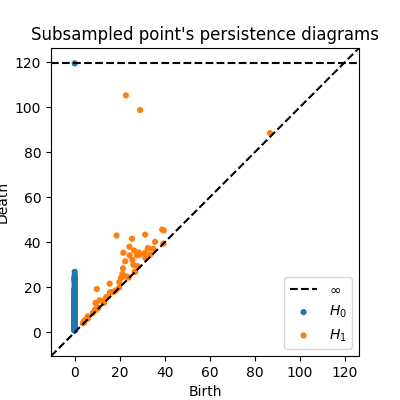 Subsampled point's persistence diagrams
120
100
80
60
40
20
0
Death
0 20 40 60 80 100 120
Birth
∞
H₀
H₁